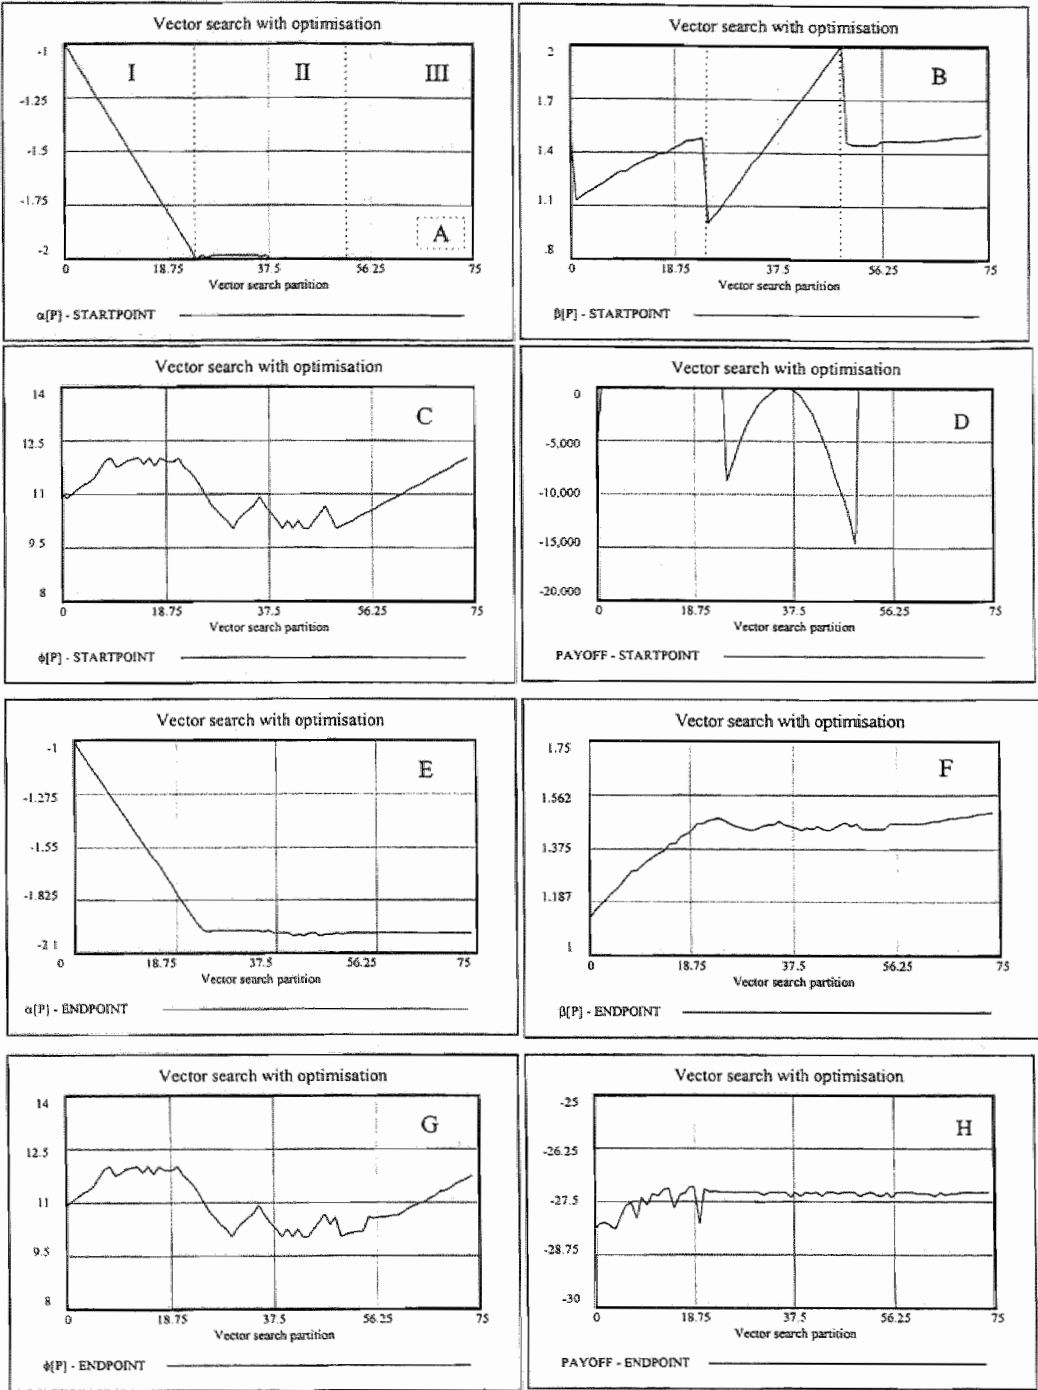 Vector search with optimisation
-1
I
II
III
-1.25
-1.5
-1.75
A
-2
0
18.75
37.5
56.25
75
Vector search partition
α[P] - STARTPOINT
Vector search with optimisation
2
B
1.7
1.4
1.1
.8
0
18.75
37.5
56.25
75
Vector search partition
β[P] - STARTPOINT
Vector search with optimisation
14
C
12.5
11
9.5
8
0
18.75
37.5
56.25
75
Vector search partition
ϕ[P] - STARTPOINT
Vector search with optimisation
0
D
-5,000
-10,000
-15,000
-20,000
0
18.75
37.5
56.25
75
Vector search partition
PAYOFF - STARTPOINT
Vector search with optimisation
-1
E
-1.275
-1.55
-1.825
-2.1
0
18.75
37.5
56.25
75
Vector search partition
α[P] - ENDPOINT
Vector search with optimisation
1.75
F
1.562
1.375
1.187
1
0
18.75
37.5
56.25
75
Vector search partition
β[P] - ENDPOINT
Vector search with optimisation
14
G
12.5
11
9.5
8
0
18.75
37.5
56.25
75
Vector search partition
ϕ[P] - ENDPOINT
Vector search with optimisation
-25
H
-26.25
-27.5
-28.75
-30
0
18.75
37.5
56.25
75
Vector search partition
PAYOFF - ENDPOINT